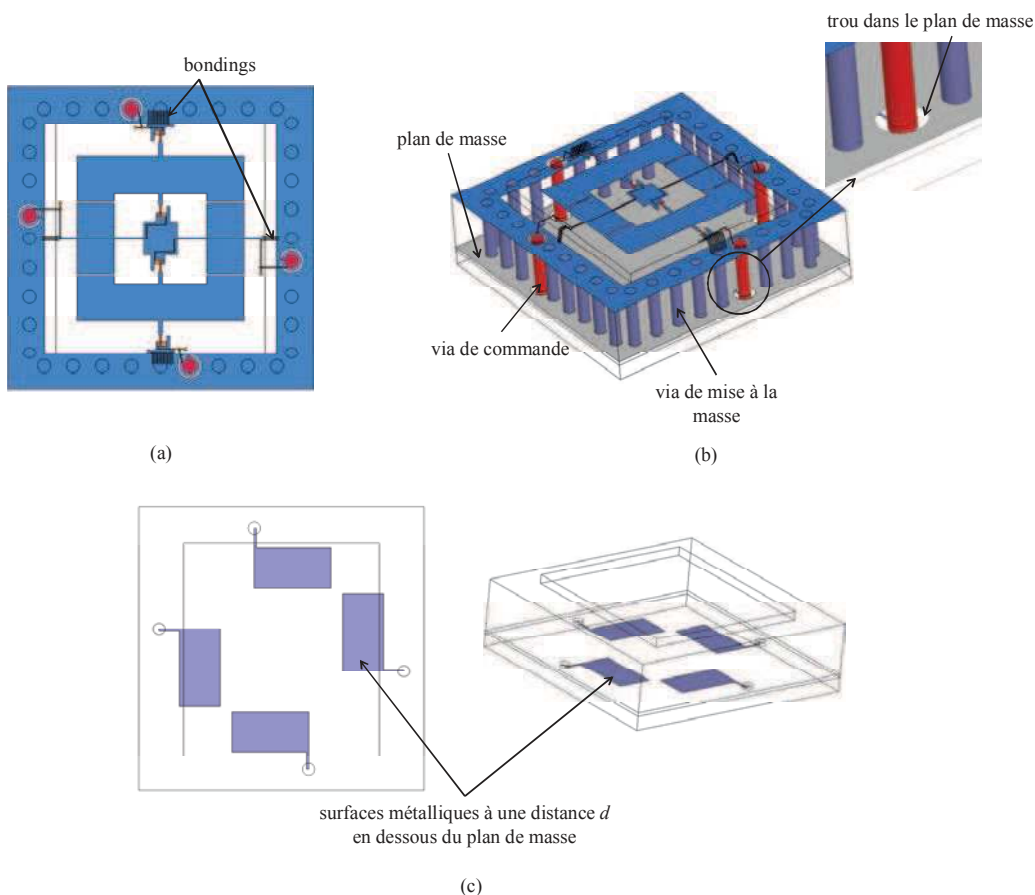 trou dans le plan de masse
bondings
plan de masse
via de commande
via de mise à la
masse
(a)
(b)
surfaces métalliques à une distance d
en dessous du plan de masse
(c)